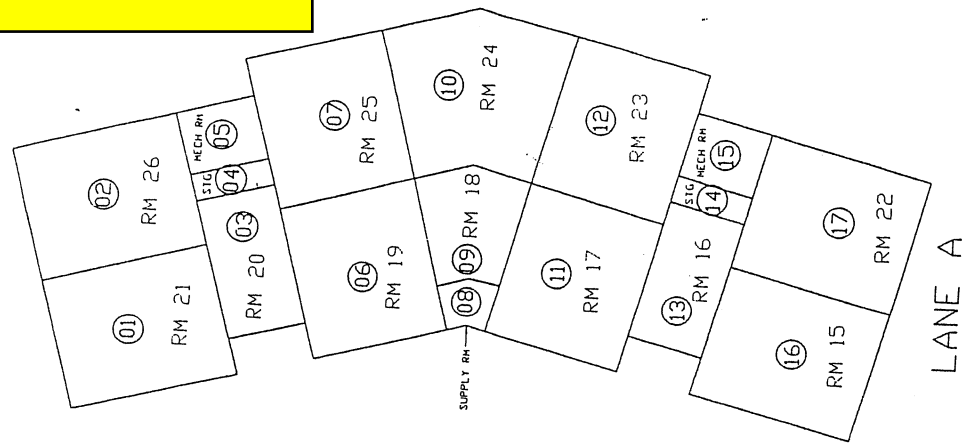 02
RM 26
MECH RM
05
STG
04
03
RM 20
01
RM 21
07
RM 25
10
RM 24
06
RM 19
09
RM 18
08
SUPPLY RM
12
RM 23
11
RM 17
MECH RM
15
STG
14
13
RM 16
17
RM 22
16
RM 15
LANE A